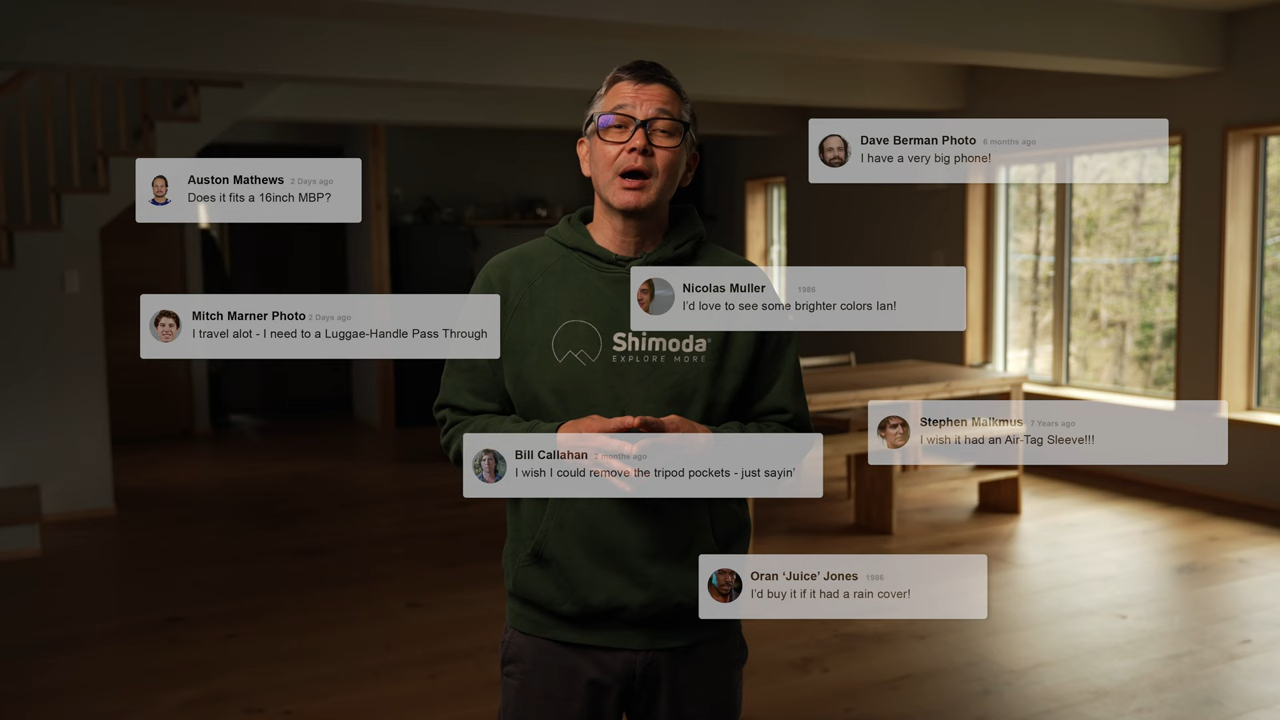 Dave Berman Photo 6 months ago
I have a very big phone!
Auston Mathews 2 Days ago
Does it fits a 16inch MBP?
Nicolas Muller 1986
I'd love to see some brighter colors Ian!
Mitch Marner Photo 2 Days ago
I travel alot - I need to a Luggae-Handle Pass Through
Shimoda®
EXPLORE MORE
Stephen Malkmus 7 Years ago
I wish it had an Air-Tag Sleeve!!!
Bill Callahan 2 months ago
I wish I could remove the tripod pockets - just sayin'
Oran ‘Juice’ Jones 1986
I'd buy it if it had a rain cover!